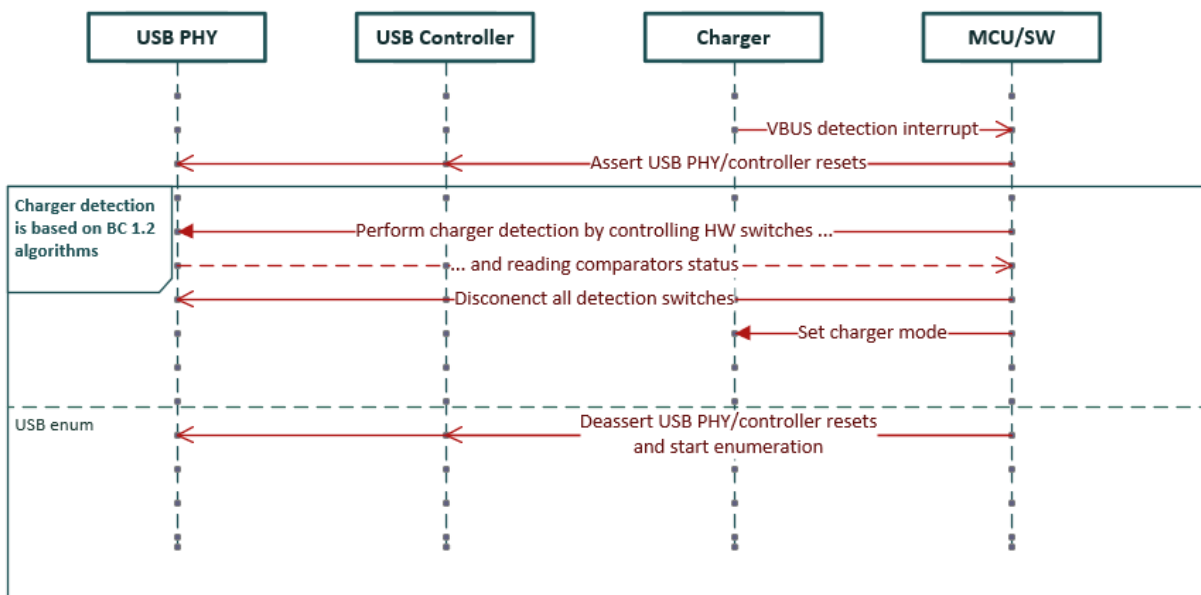 USB PHY
USB Controller
Charger
MCU/SW
VBUS detection interrupt
Assert USB PHY/controller resets
Charger detection
is based on BC 1.2
algorithms
Perform charger detection by controlling HW switches ...
... and reading comparators status
Disconenct all detection switches
Set charger mode
USB enum
Deassert USB PHY/controller resets
and start enumeration